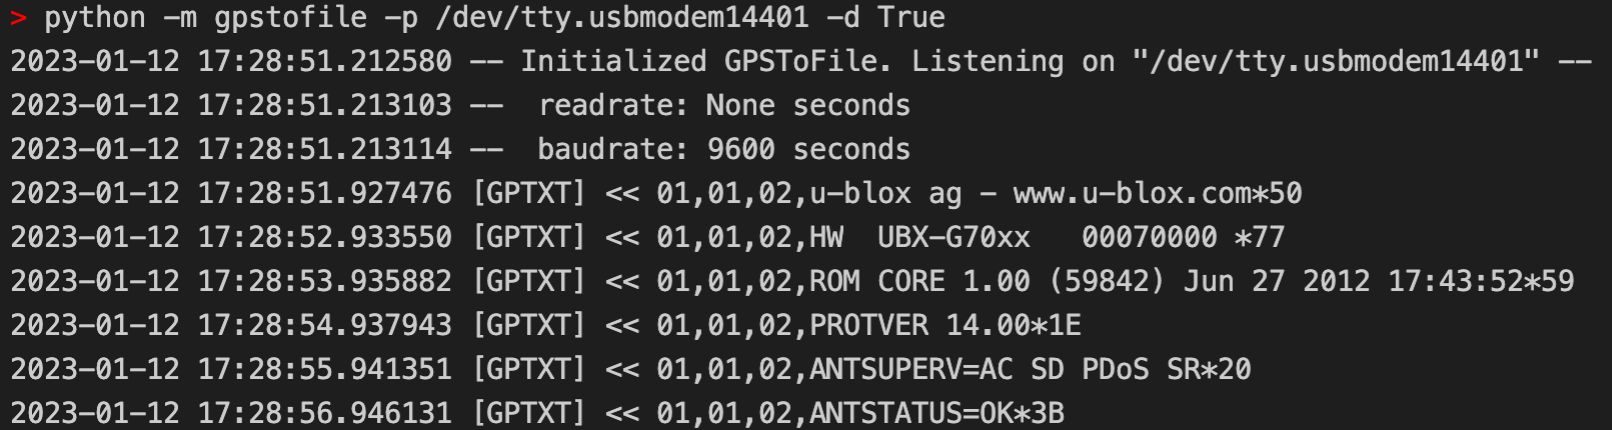 > python -m gpstofile -p /dev/tty.usbmodem14401 -d True
2023-01-12 17:28:51.212580 -- Initialized GPSToFile. Listening on "/dev/tty.usbmodem14401" --
2023-01-12 17:28:51.213103 --  readrate: None seconds
2023-01-12 17:28:51.213114 --  baudrate: 9600 seconds
2023-01-12 17:28:51.927476 [GPTXT] << 01,01,02,u-blox ag - www.u-blox.com*50
2023-01-12 17:28:52.933550 [GPTXT] << 01,01,02,HW  UBX-G70xx   00070000 *77
2023-01-12 17:28:53.935882 [GPTXT] << 01,01,02,ROM CORE 1.00 (59842) Jun 27 2012 17:43:52*59
2023-01-12 17:28:54.937943 [GPTXT] << 01,01,02,PROTVER 14.00*1E
2023-01-12 17:28:55.941351 [GPTXT] << 01,01,02,ANTSUPERV=AC SD PDoS SR*20
2023-01-12 17:28:56.946131 [GPTXT] << 01,01,02,ANTSTATUS=OK*3B